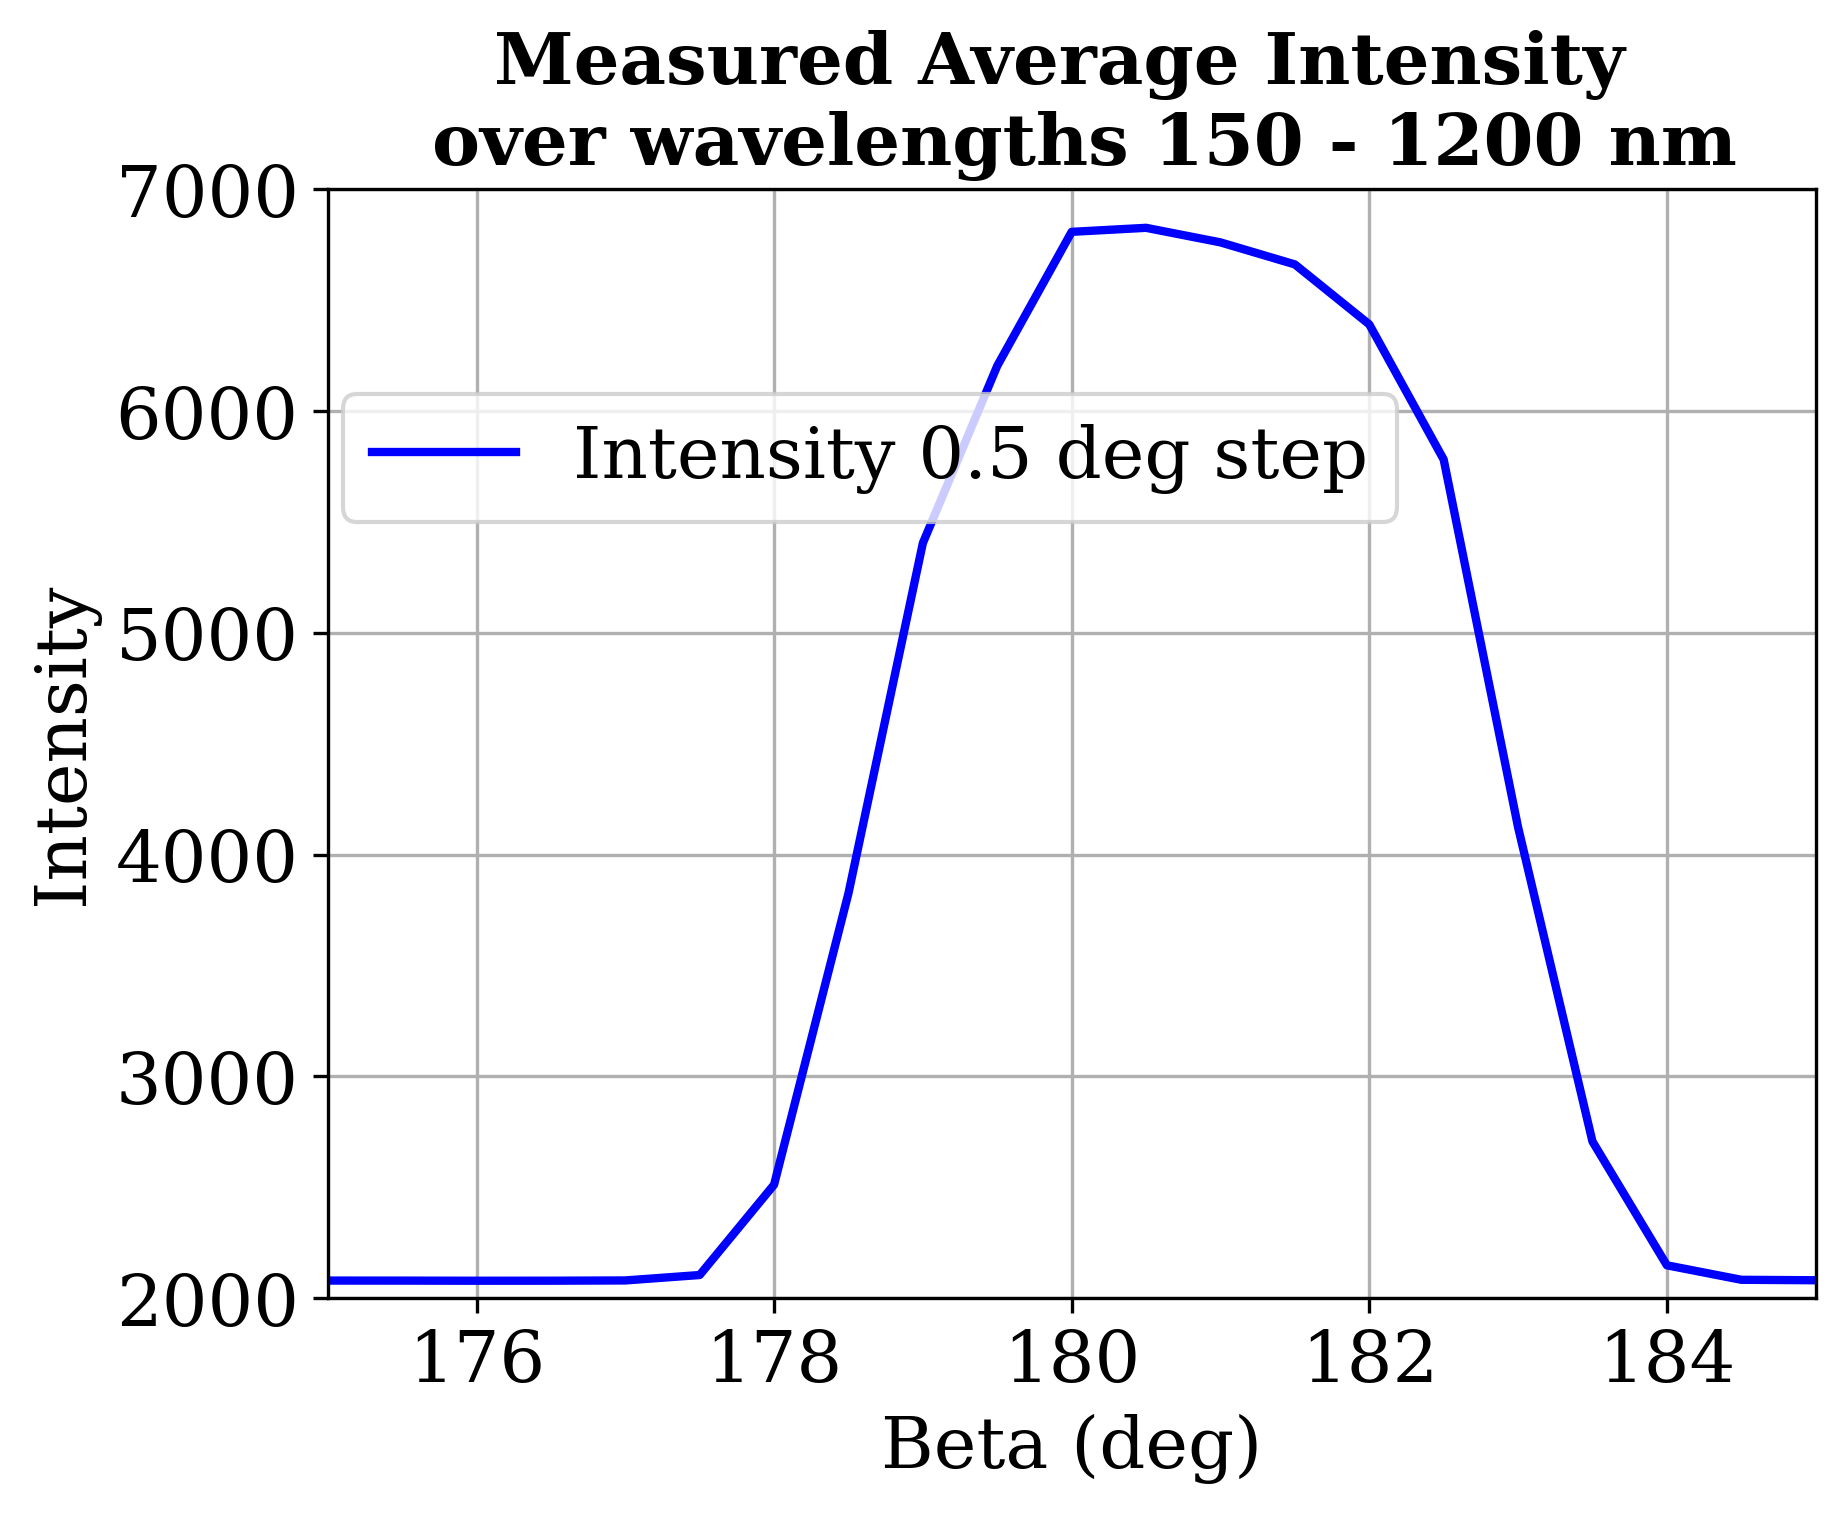 Measured Average Intensity
over wavelengths 150 - 1200 nm
7000
6000
5000
4000
3000
2000
Intensity
Intensity 0.5 deg step
176 178 180 182 184
Beta (deg)